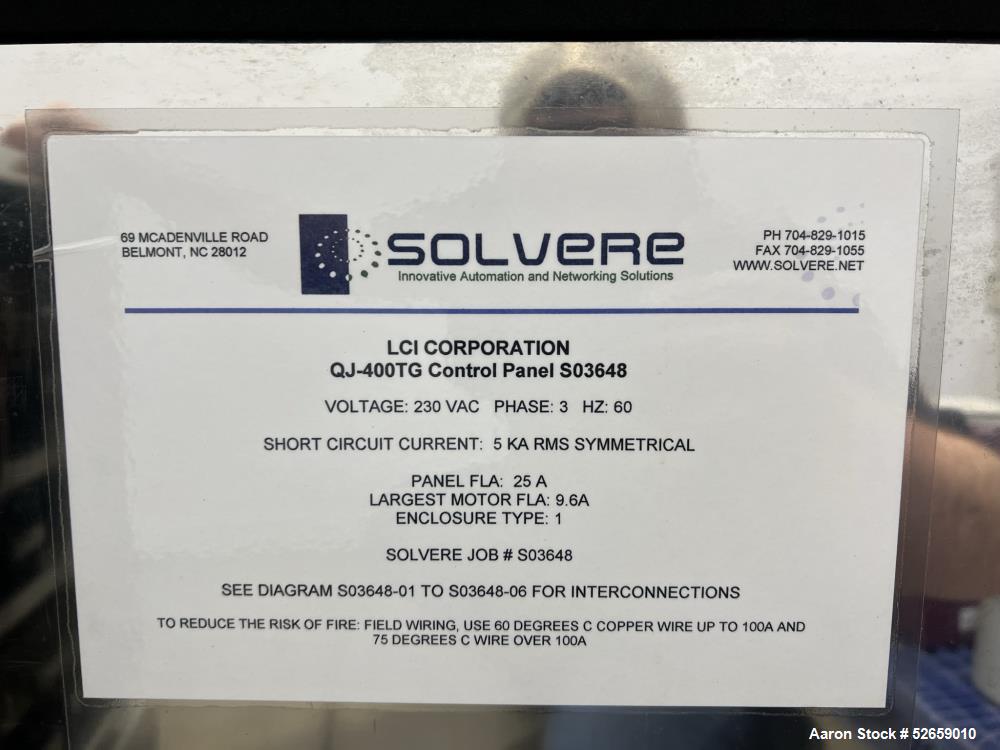 69 MCADENVILLE ROAD
BELMONT, NC 28012
SOLVERE
Innovative Automation and Networking Solutions
PH 704-829-1015
FAX 704-829-1055
WWW.SOLVERE.NET
LCI CORPORATION
QJ-400TG Control Panel S03648
VOLTAGE: 230 VAC PHASE: 3 HZ: 60
SHORT CIRCUIT CURRENT: 5 KA RMS SYMMETRICAL
PANEL FLA: 25 A
LARGEST MOTOR FLA: 9.6A
ENCLOSURE TYPE: 1
SOLVERE JOB # S03648
SEE DIAGRAM S03648-01 TO S03648-06 FOR INTERCONNECTIONS
TO REDUCE THE RISK OF FIRE: FIELD WIRING, USE 60 DEGREES C COPPER WIRE UP TO 100A AND
75 DEGREES C WIRE OVER 100A
Aaron Stock # 52659010